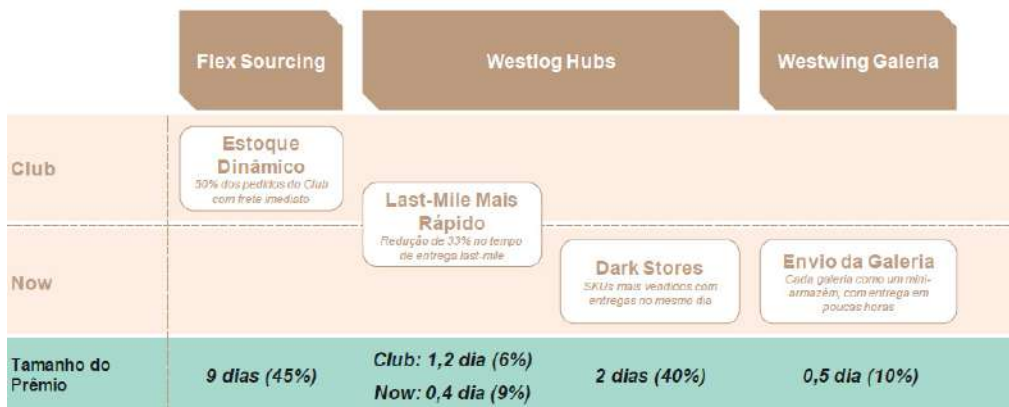 Flex Sourcing
Westlog Hubs
Westwing Galeria
Club
Estoque
Dinâmico
50% dos pedidos do Club
com frete imediato
Last-Mile Mais
Rápido
Redução de 33% no tempo
de entrega last-mile
Now
Dark Stores
SKUs mais vendidos com
entregas no mesmo dia
Envio da Galeria
Cada galeria como um mini-
armazém, com entrega em
poucas horas
Tamanho do
Prêmio
9 dias (45%)
Club: 1,2 dia (6%)
Now: 0,4 dia (9%)
2 dias (40%)
0,5 dia (10%)